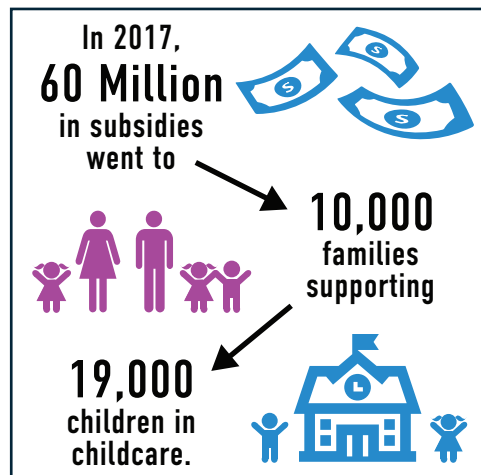 In 2017,
60 Million
in subsidies
went to
10,000
families
supporting
19,000
children in
childcare.